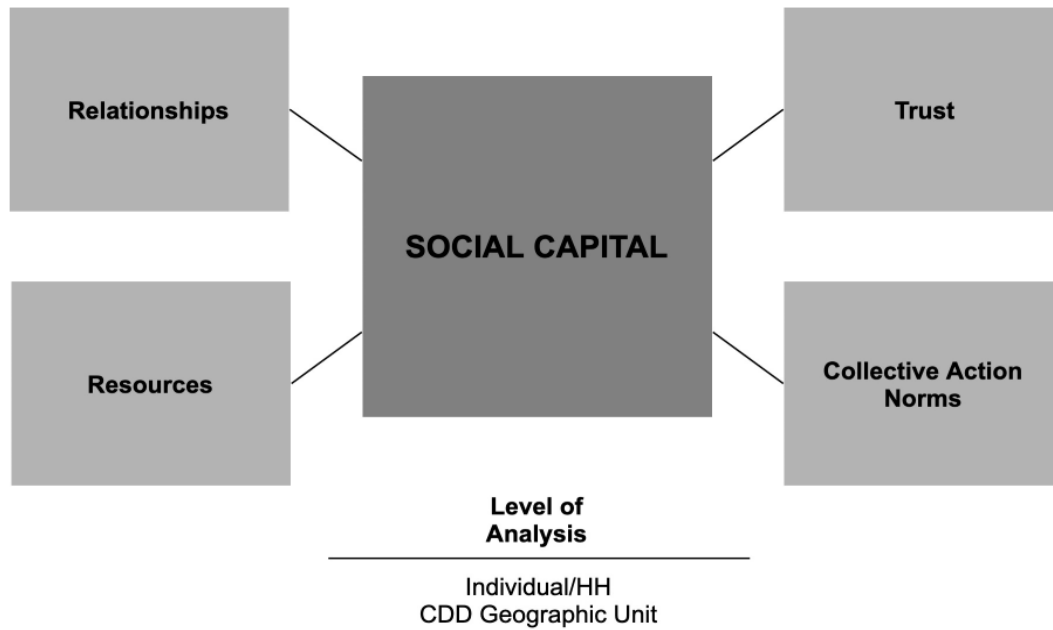 Relationships
Trust
SOCIAL CAPITAL
Resources
Collective Action
Norms
Level of
Analysis
Individual/HH
CDD Geographic Unit